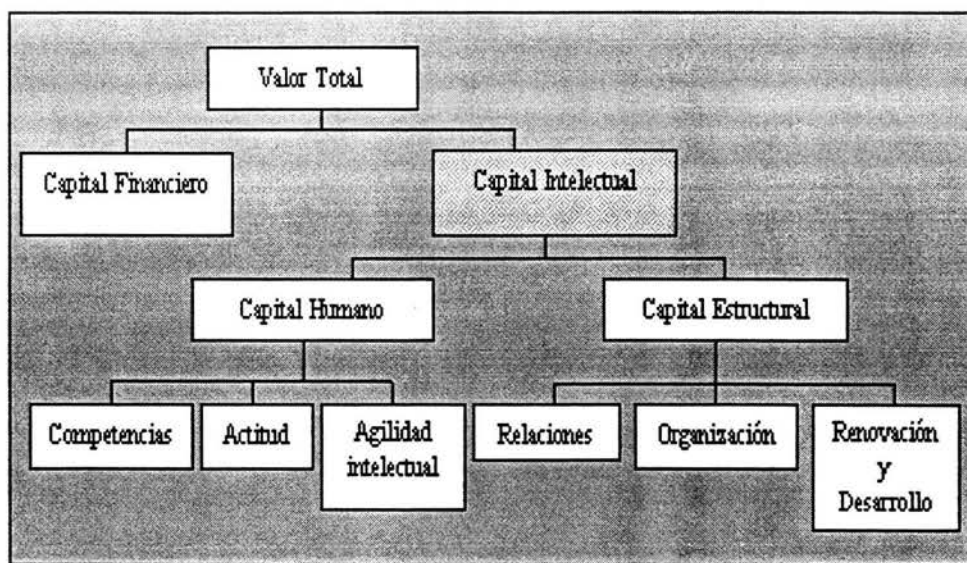 Valor Total
Capital Financiero
Capital Intelectual
Capital Humano
Capital Estructural
Competencias
Actitud
Agilidad
intelectual
Relaciones
Organización
Renovación
y
Desarrollo